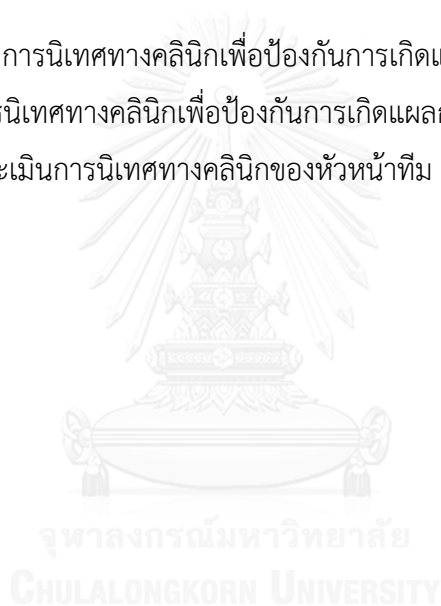 การนิเทศทางคลินิกเพื่อป้องกันการเกิดแ
รนิเทศทางคลินิกเพื่อป้องกันการเกิดแผลก
ะเมินการนิเทศทางคลินิกของหัวหน้าทีม
จุฬาลงกรณ์มหาวิทยาลัย
CHULALONGKORN UNIVERSITY